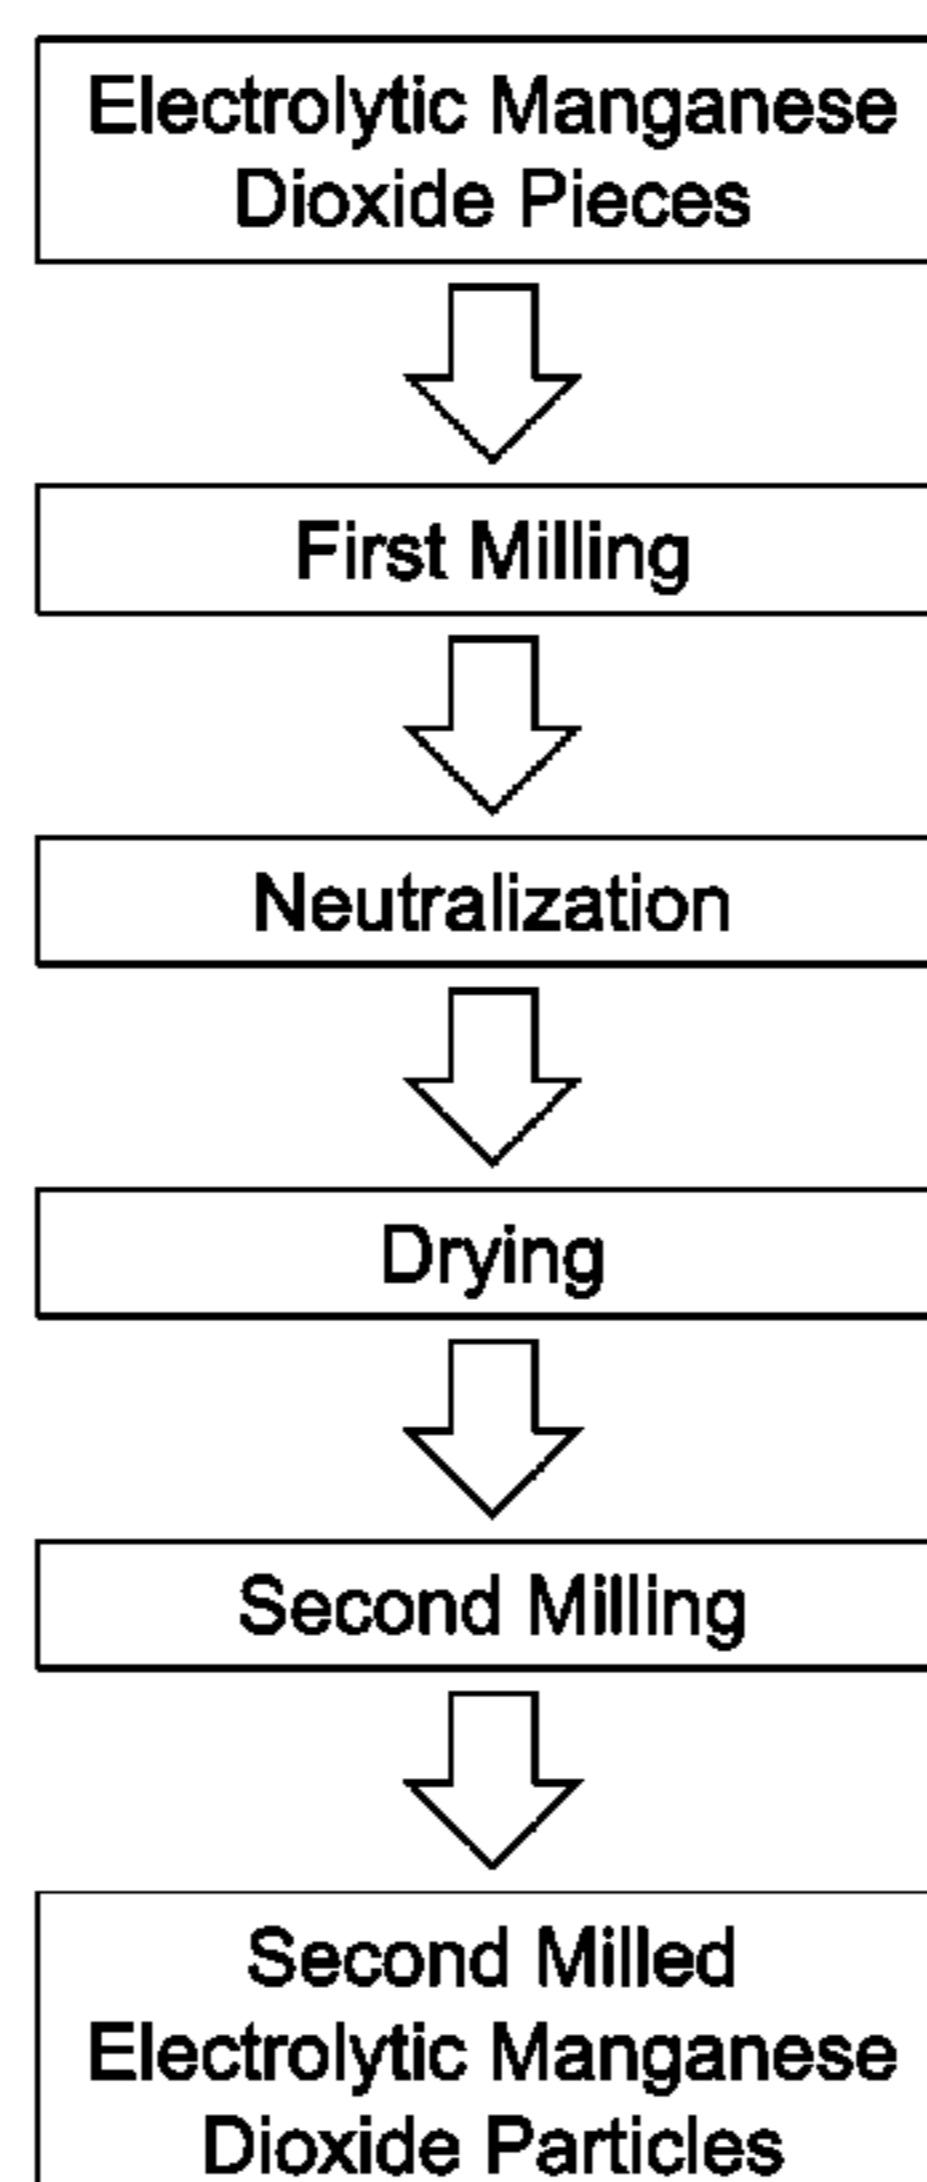 Electrolytic Manganese
Dioxide Pieces
First Milling
Neutralization
Drying
Second Milling
Second Milled
Electrolytic Manganese
Dioxide Particles